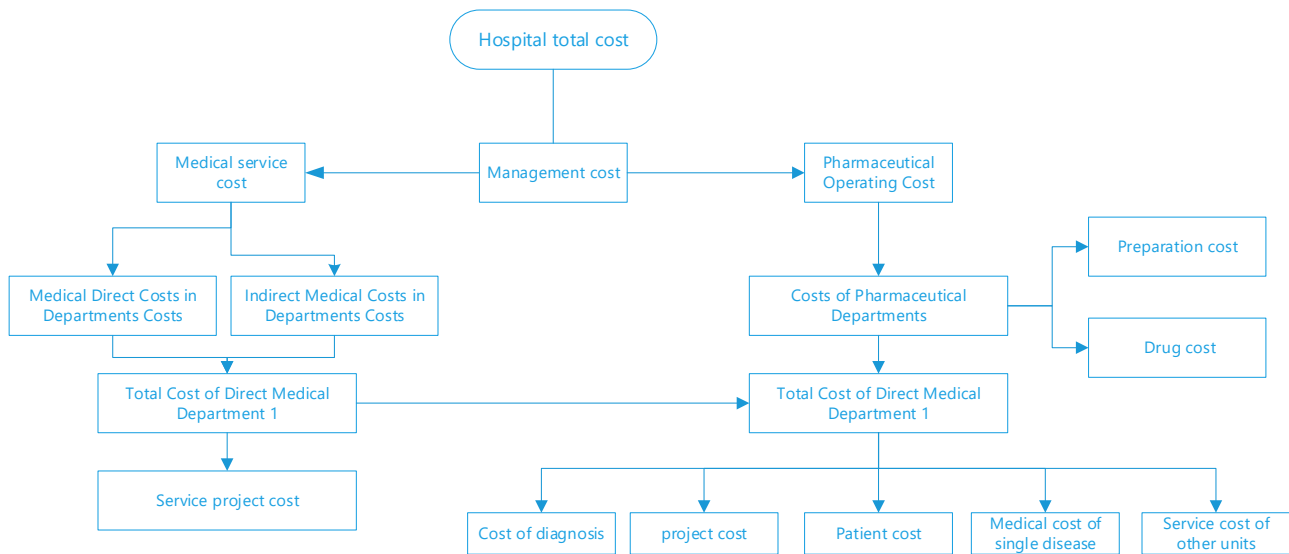 Hospital total cost
Medical service
cost
Management cost
Pharmaceutical
Operating Cost
Preparation cost
Medical Direct Costs in
Departments Costs
Indirect Medical Costs in
Departments Costs
Costs of Pharmaceutical
Departments
Drug cost
Total Cost of Direct Medical
Department 1
Total Cost of Direct Medical
Department 1
Service project cost
Cost of diagnosis
project cost
Patient cost
Medical cost of
single disease
Service cost of
other units